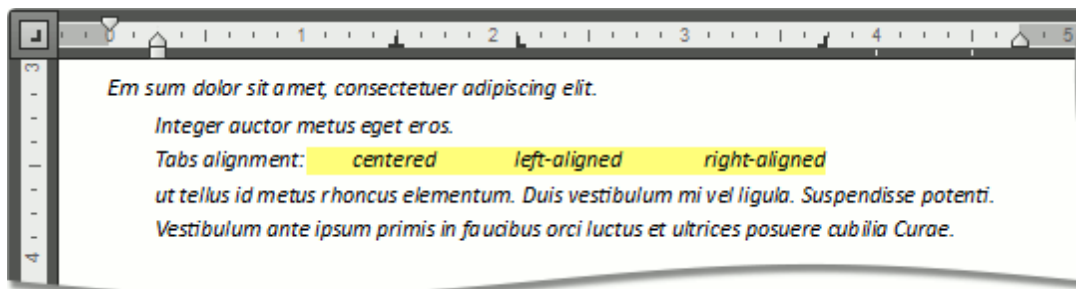 0 1 2 3 4 5
3
4
Em sum dolor sit amet, consectetuer adipiscing elit.
Integer auctor metus eget eros.
Tabs alignment: centered left-aligned right-aligned
ut tellus id metus rhoncus elementum. Duis vestibulum mi vel ligula. Suspendisse potenti.
Vestibulum ante ipsum primis in faucibus orci luctus et ultrices posuere cubilia Curae.